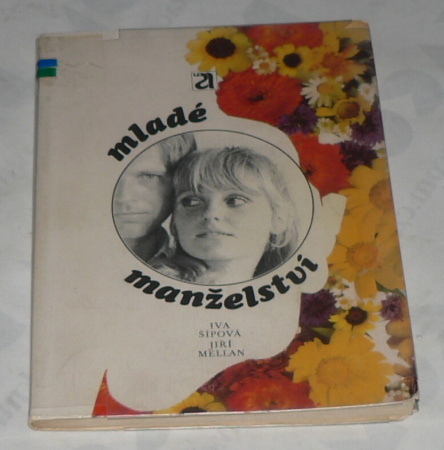 mladé
manželství
IVA
ŠÍPOVÁ
JIŘÍ
MELLAN